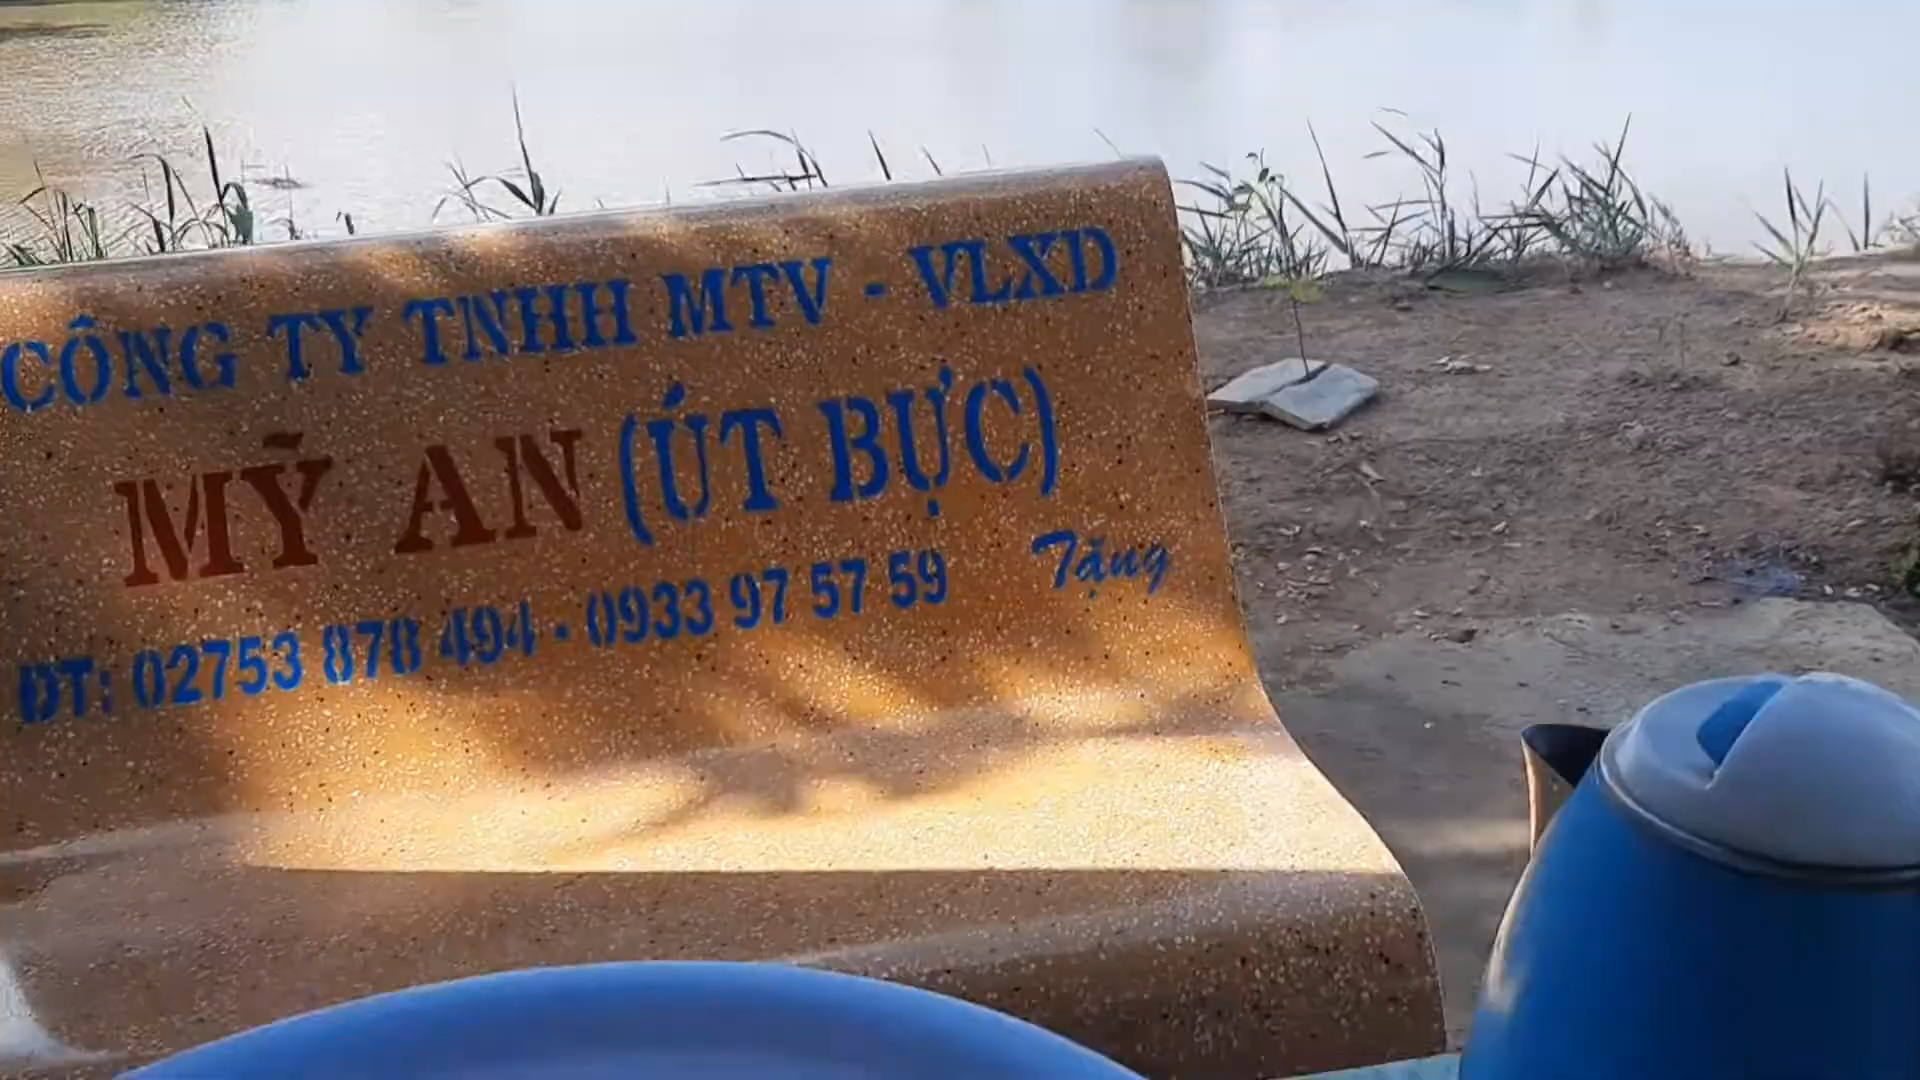 CÔNG TY TNHH MTV - VLXD
MỸ AN (ÚT BỰC)
ĐT: 02753 878 494 - 0933 97 57 59 Tặng